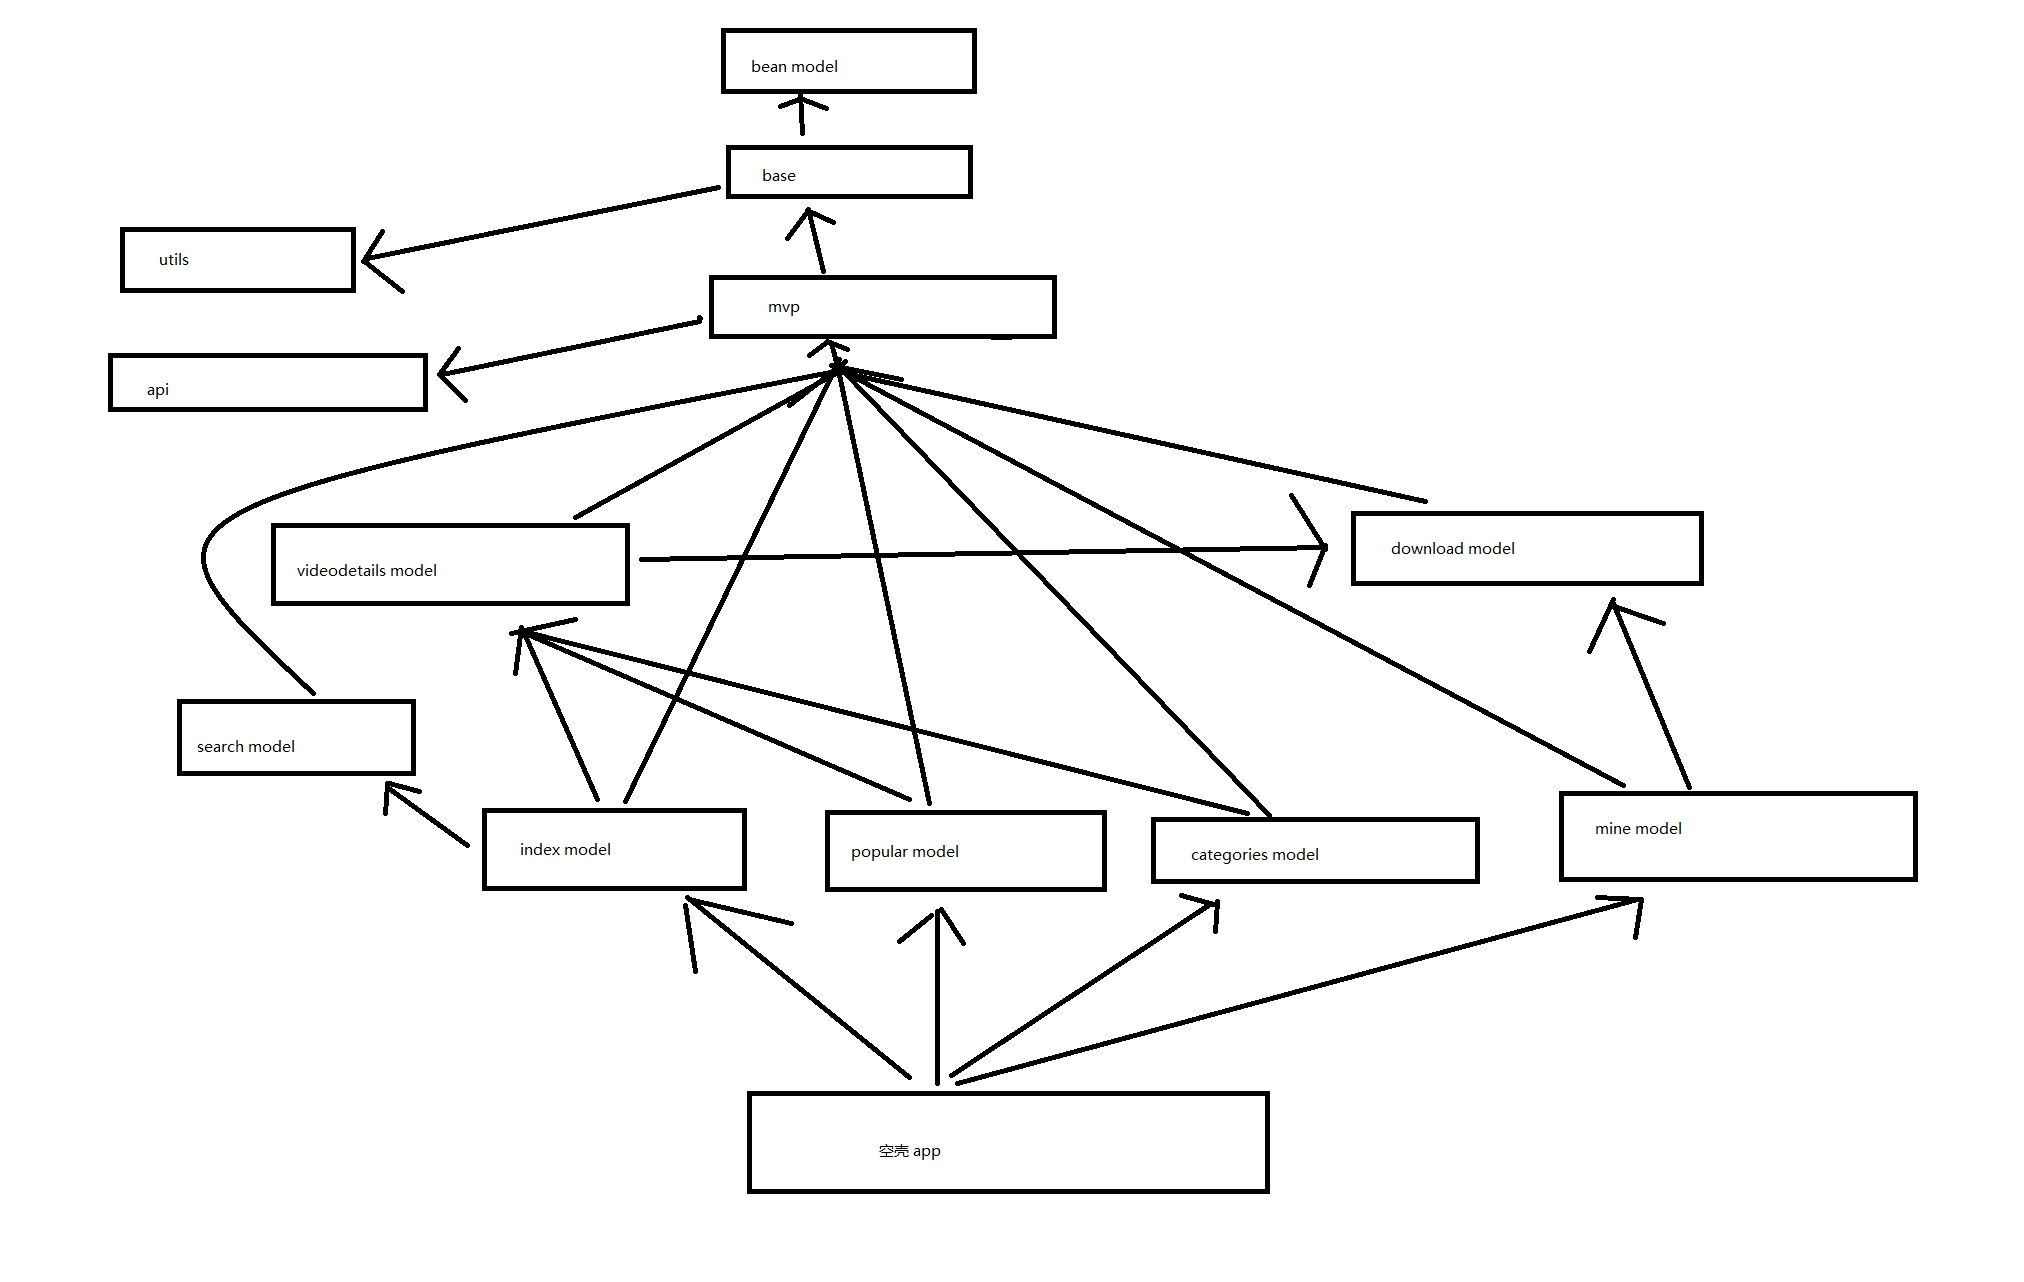 bean model
base
utils
mvp
api
download model
videodetails model
search model
mine model
index model
popular model
categories model
空壳 app